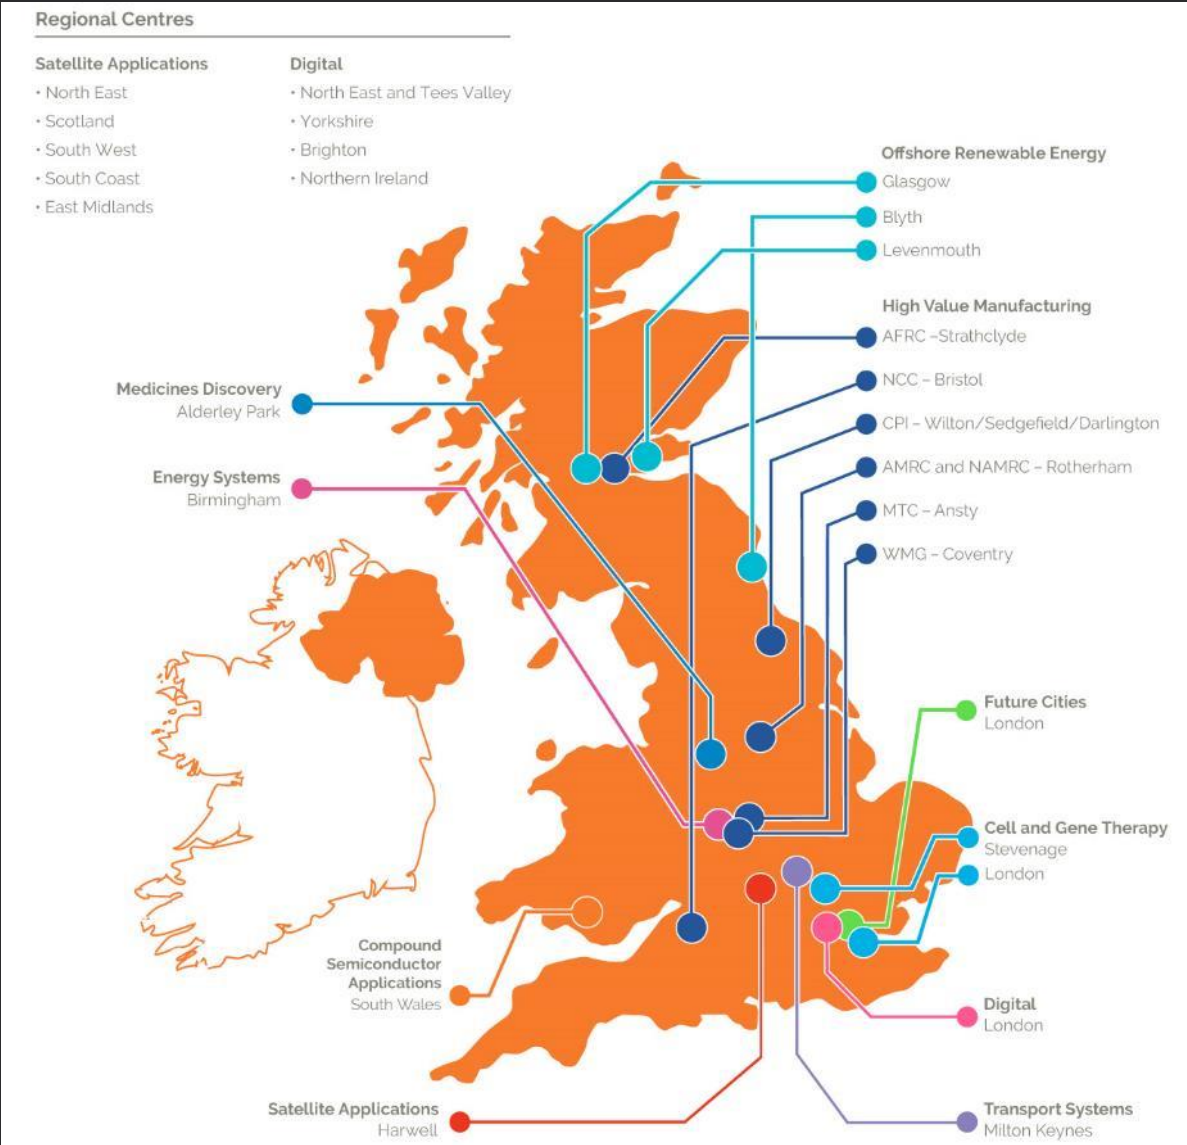 Regional Centres
Satellite Applications
• North East
• Scotland
• South West
• South Coast
• East Midlands
Digital
• North East and Tees Valley
• Yorkshire
• Brighton
• Northern Ireland
Offshore Renewable Energy
Glasgow
Blyth
Levenmouth
High Value Manufacturing
AFRC –Strathclyde
NCC – Bristol
CPI – Wilton/Sedgefield/Darlington
AMRC and NAMRC – Rotherham
MTC – Ansty
WMG – Coventry
Medicines Discovery
Alderley Park
Energy Systems
Birmingham
Future Cities
London
Cell and Gene Therapy
Stevenage
London
Compound
Semiconductor
Applications
South Wales
Digital
London
Satellite Applications
Harwell
Transport Systems
Milton Keynes